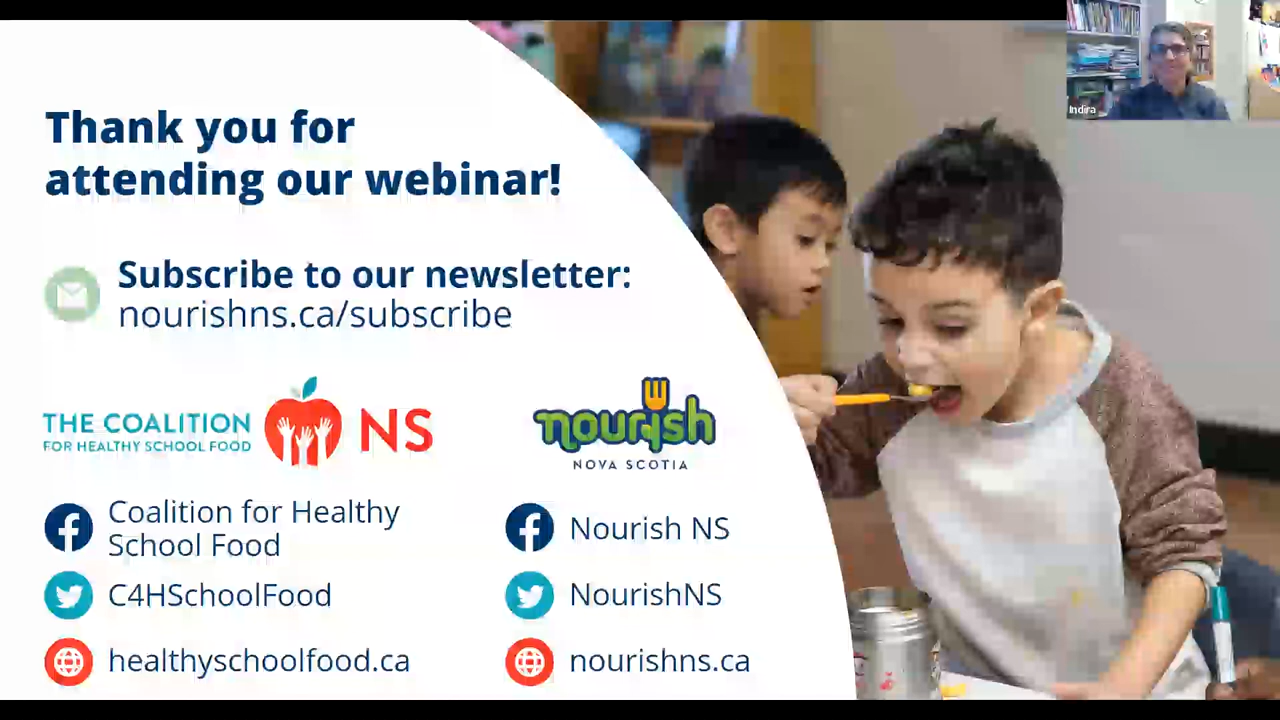 Indira
Thank you for
attending our webinar!
Subscribe to our newsletter:
nourishns.ca/subscribe
THE COALITION
FOR HEALTHY SCHOOL FOOD
NS
nourish
NOVA SCOTIA
Coalition for Healthy
School Food
C4HSchoolFood
healthyschoolfood.ca
Nourish NS
NourishNS
nourishns.ca